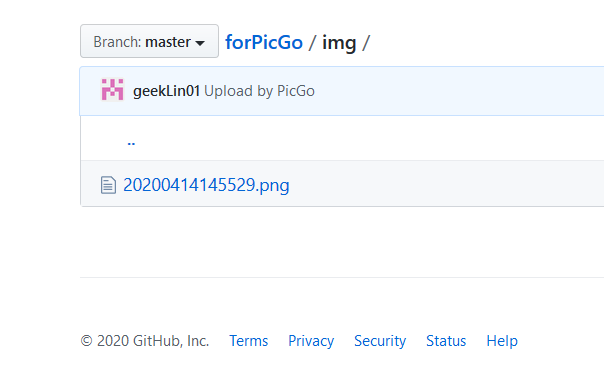 Branch: master forPicGo / img /
geekLin01 Upload by PicGo
..
20200414145529.png
© 2020 GitHub, Inc. Terms Privacy Security Status Help